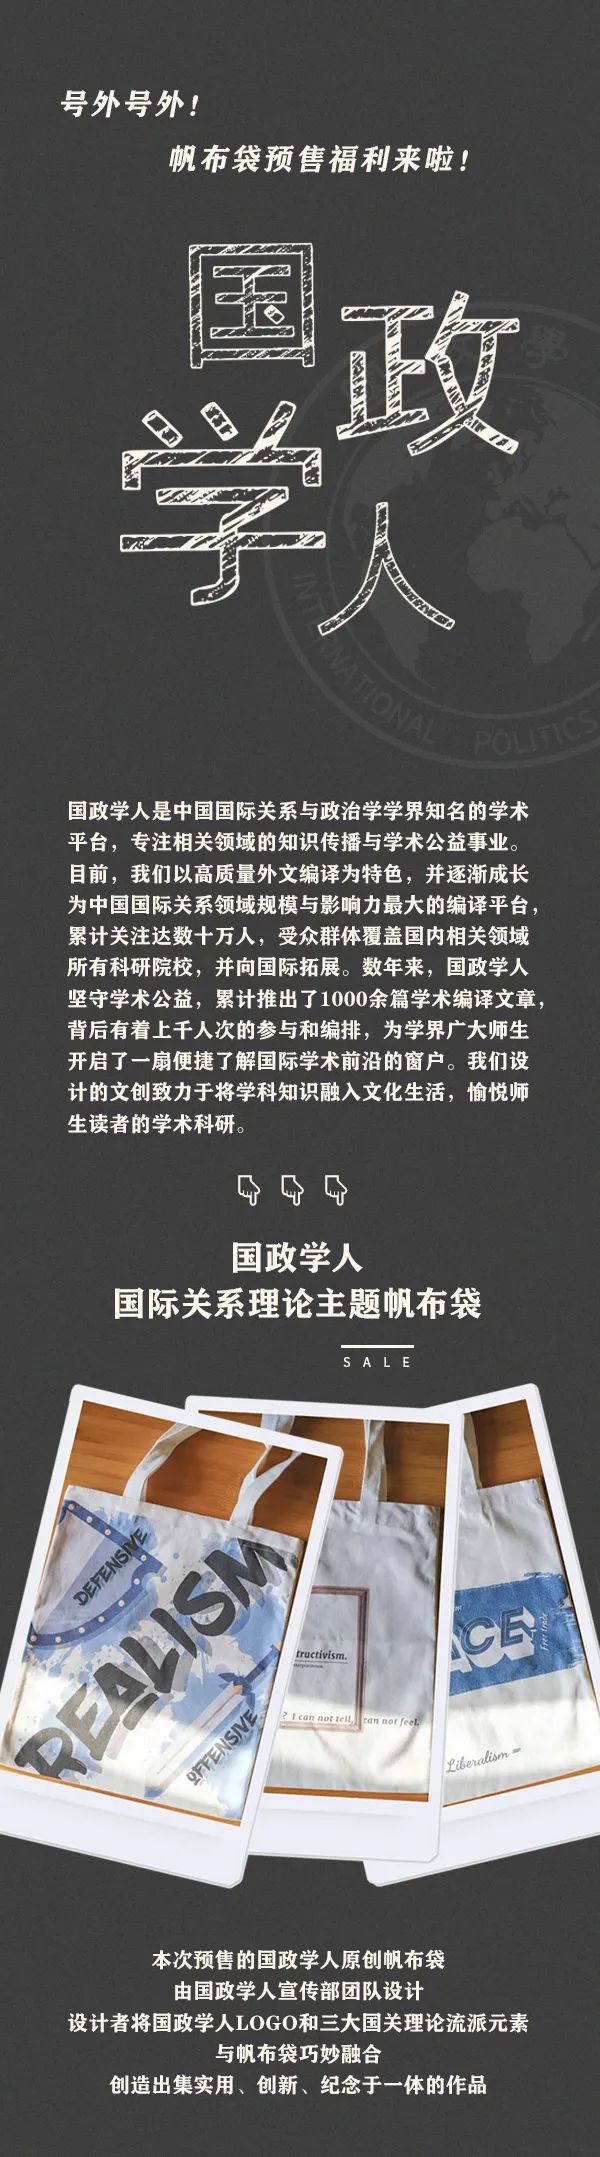 号外号外！
帆布袋预售福利来啦！
国政
学人
學
INTERNATIONAL POLITICS
国政学人是中国国际关系与政治学学界知名的学术
平台，专注相关领域的知识传播与学术公益事业。
目前，我们以高质量外文编译为特色，并逐渐成长
为中国国际关系领域规模与影响力最大的编译平台，
累计关注达数十万人，受众群体覆盖国内相关领域
所有科研院校，并向国际拓展。数年来，国政学人
坚守学术公益，累计推出了1000余篇学术编译文章，
背后有着上千人次的参与和编排，为学界广大师生
开启了一扇便捷了解国际学术前沿的窗户。我们设
计的文创致力于将学科知识融入文化生活，愉悦师
生读者的学术科研。
国政学人
国际关系理论主题帆布袋
SALE
DEFENSIVE
REALISM
OFFENSIVE
tructivism.
? I can not tell, can not feel.
ACE
Free trade
Liberalism
本次预售的国政学人原创帆布袋
由国政学人宣传部团队设计
设计者将国政学人LOGO和三大国关理论流派元素
与帆布袋巧妙融合
创造出集实用、创新、纪念于一体的作品